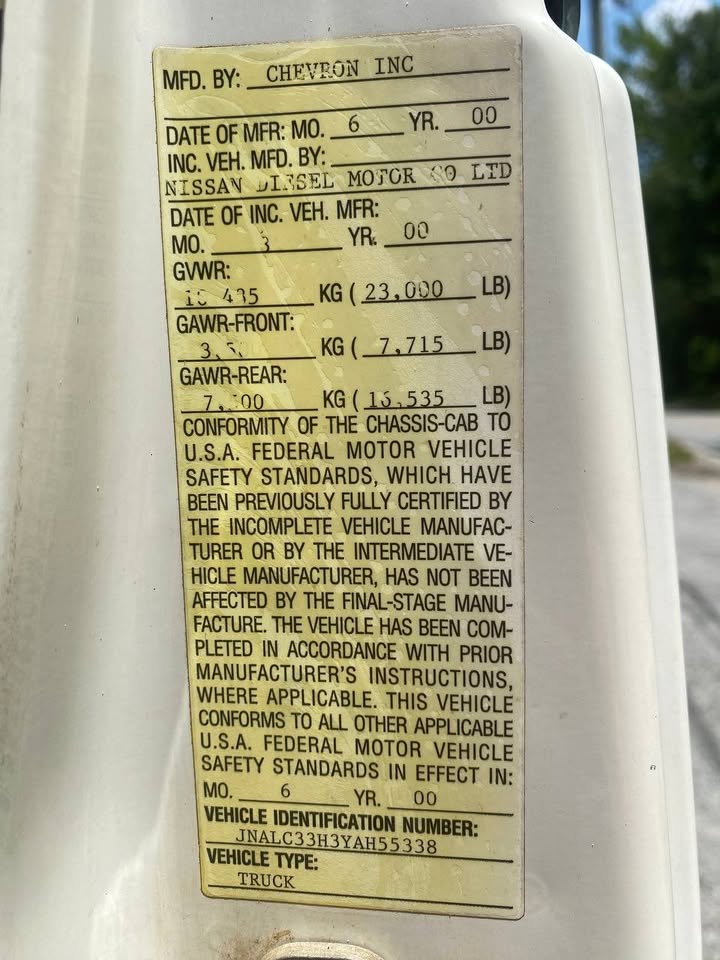 MFD. BY: CHEVRON INC
DATE OF MFR: MO. 6 YR. 00
INC. VEH. MFD. BY:
NISSAN DIESEL MOTOR CO LTD
DATE OF INC. VEH. MFR:
MO. 3 YR. 00
GVWR:
KG ( 23,000 LB)
GAWR-FRONT:
KG ( 7,715 LB)
GAWR-REAR:
KG ( 16,535 LB)
CONFORMITY OF THE CHASSIS-CAB TO
U.S.A. FEDERAL MOTOR VEHICLE
SAFETY STANDARDS, WHICH HAVE
BEEN PREVIOUSLY FULLY CERTIFIED BY
THE INCOMPLETE VEHICLE MANUFAC-
TURER OR BY THE INTERMEDIATE VE-
HICLE MANUFACTURER, HAS NOT BEEN
AFFECTED BY THE FINAL-STAGE MANU-
FACTURE. THE VEHICLE HAS BEEN COM-
PLETED IN ACCORDANCE WITH PRIOR
MANUFACTURER'S INSTRUCTIONS,
WHERE APPLICABLE. THIS VEHICLE
CONFORMS TO ALL OTHER APPLICABLE
U.S.A. FEDERAL MOTOR VEHICLE
SAFETY STANDARDS IN EFFECT IN:
MO. 6 YR. 00
VEHICLE IDENTIFICATION NUMBER:
JNALC33H3YAH55338
VEHICLE TYPE:
TRUCK